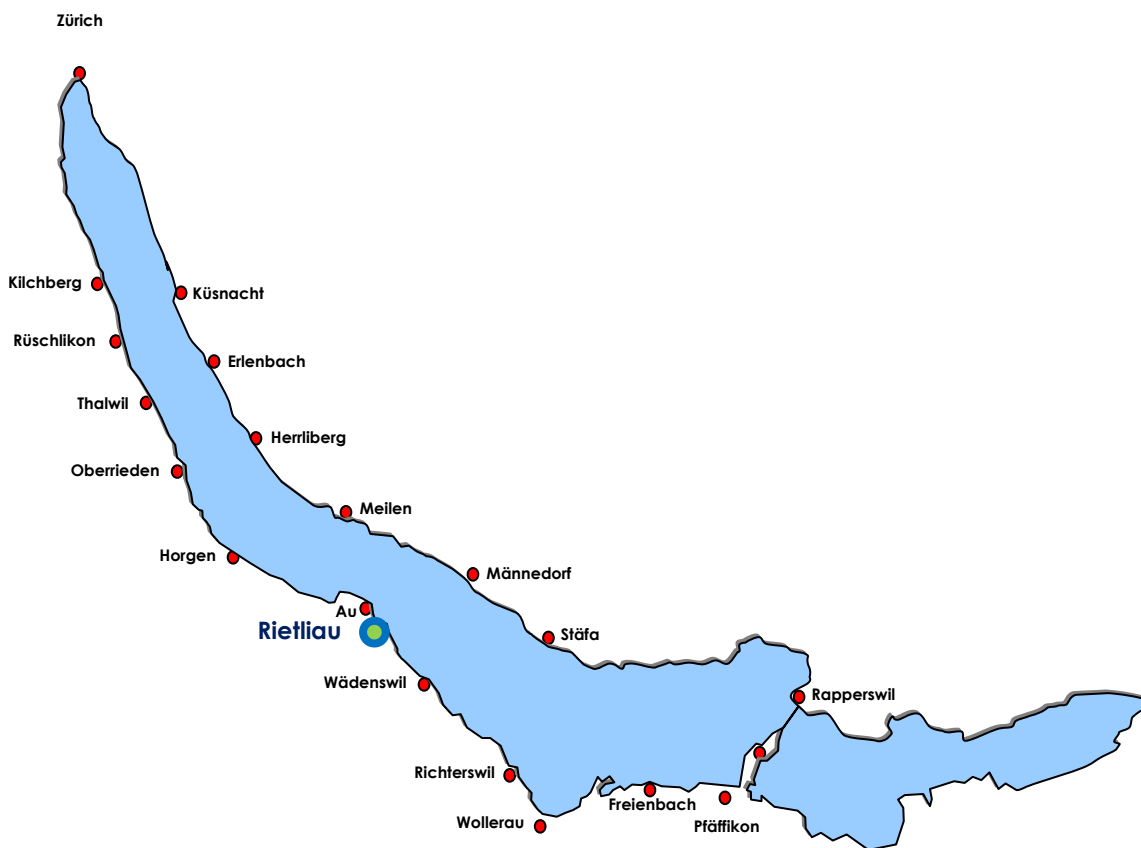 Zürich
Kilchberg
Küsnacht
Rüschlikon
Erlenbach
Thalwil
Herrliberg
Oberrieden
Meilen
Horgen
Männedorf
Au
Rietliau
Stäfa
Wädenswil
Rapperswil
Richterswil
Freienbach
Wollerau
Pfäffikon